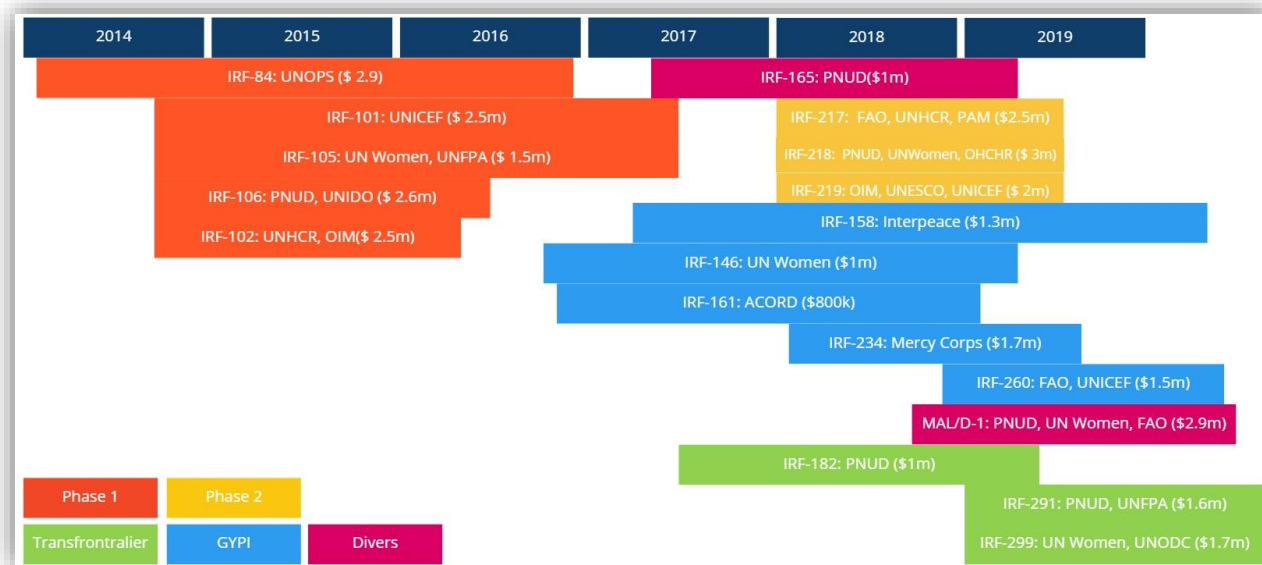 2014 2015 2016 2017 2018 2019
IRF-84: UNOPS ($ 2.9)
IRF-165: PNUD($1m)
IRF-101: UNICEF ($ 2.5m)
IRF-217: FAO, UNHCR, PAM ($2.5m)
IRF-105: UN Women, UNFPA ($ 1.5m)
IRF-218: PNUD, UNWomen, OHCHR ($ 3m)
IRF-106: PNUD, UNIDO ($ 2.6m)
IRF-219: OIM, UNESCO, UNICEF ($ 2m)
IRF-102: UNHCR, OIM($ 2.5m)
IRF-158: Interpeace ($1.3m)
IRF-146: UN Women ($1m)
IRF-161: ACORD ($800k)
IRF-234: Mercy Corps ($1.7m)
IRF-260: FAO, UNICEF ($1.5m)
MAL/D-1: PNUD, UN Women, FAO ($2.9m)
IRF-182: PNUD ($1m)
IRF-291: PNUD, UNFPA ($1.6m)
IRF-299: UN Women, UNODC ($1.7m)
Phase 1 Phase 2
Transfrontralier GYPI Divers